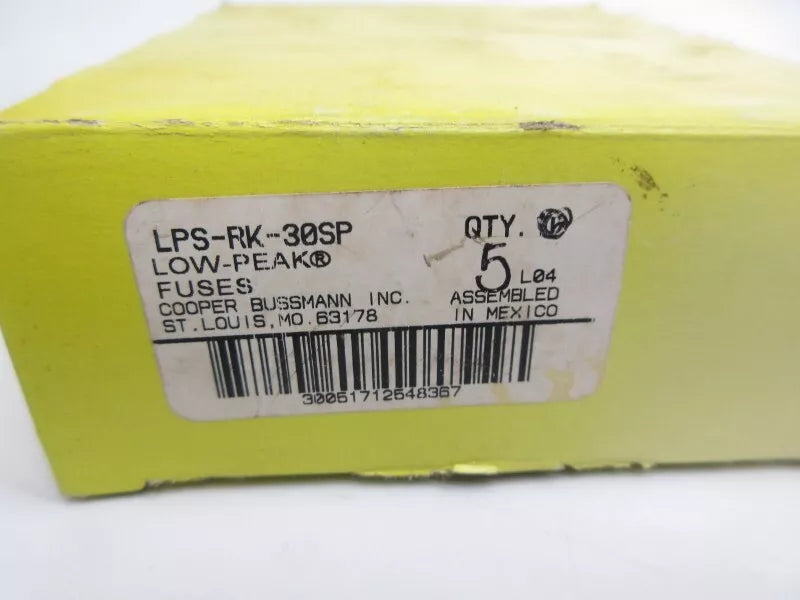 LPS-RK-30SP
LOW-PEAK®
FUSES
COOPER BUSSMANN INC.
ST.LOUIS,MO.63178
QTY.
5 L04
ASSEMBLED
IN MEXICO
30051712548367